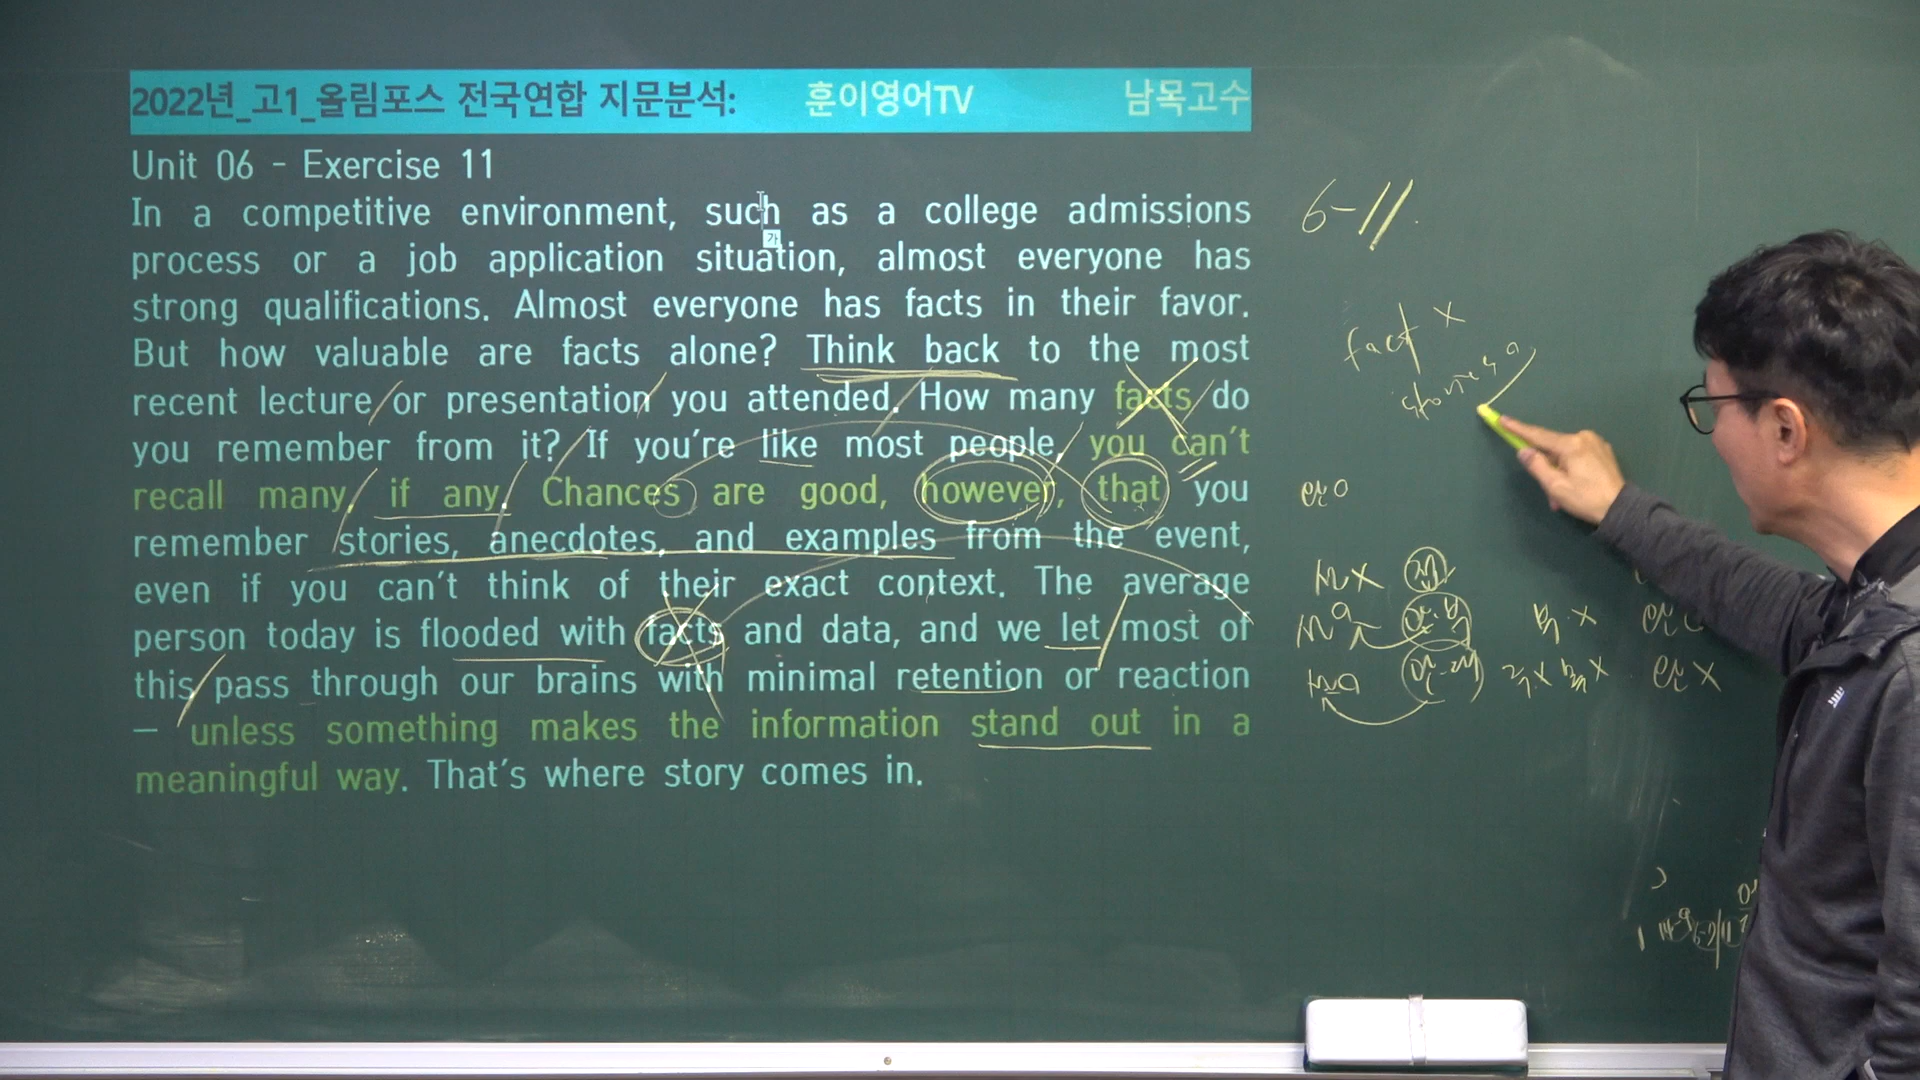 2022년_고1_올림포스 전국연합 지문분석: 훈이영어TV 남목고수
Unit 06 - Exercise 11
In a competitive environment, such as a college admissions
process or a job application situation, almost everyone has
strong qualifications. Almost everyone has facts in their favor.
But how valuable are facts alone? Think back to the most
recent lecture or presentation you attended. How many facts do
you remember from it? If you're like most people, you can't
recall many, if any. Chances are good, however, that you
remember stories, anecdotes, and examples from the event,
even if you can't think of their exact context. The average
person today is flooded with facts and data, and we let most of
this pass through our brains with minimal retention or reaction
– unless something makes the information stand out in a
meaningful way. That's where story comes in.
가
6-11.
fact X
stories